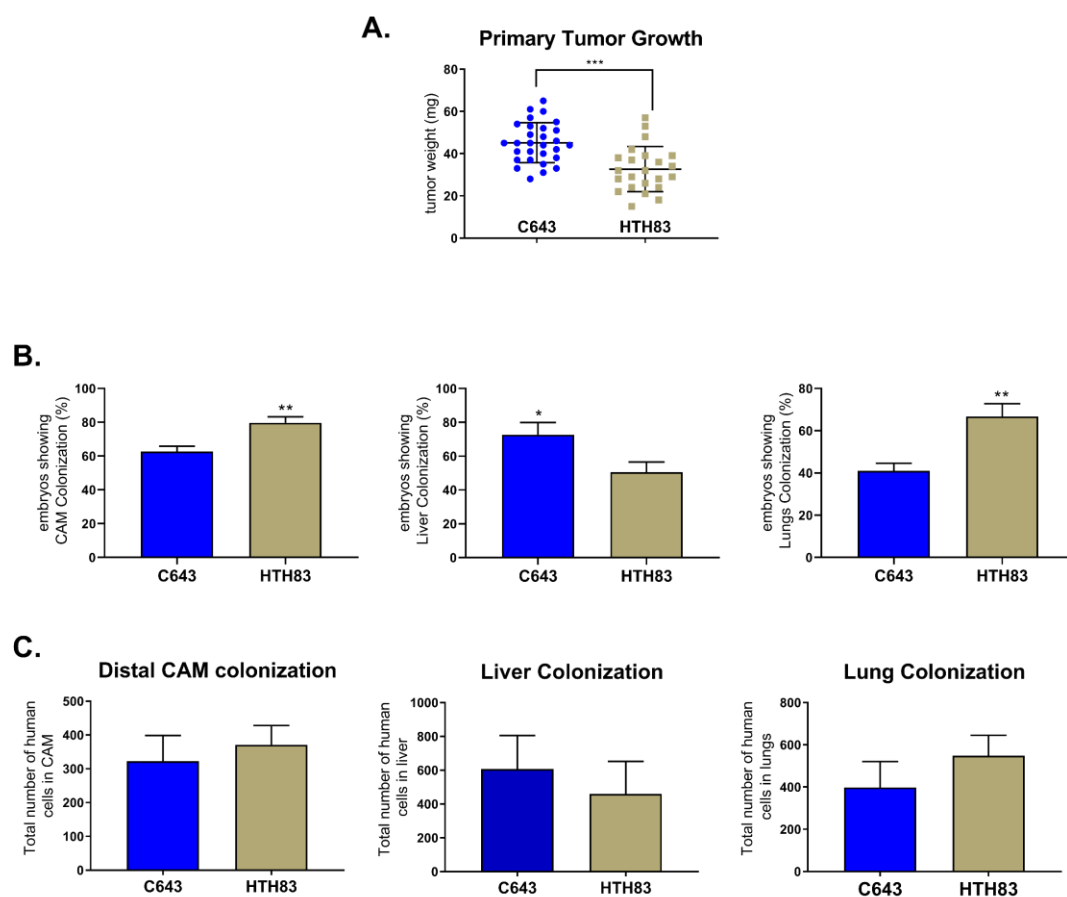 A.
Primary Tumor Growth
***
tumor weight (mg)
80
60
40
20
0
C643
HTH83
B.
embryos showing
CAM Colonization (%)
100
80
60
40
20
0
**
C643
HTH83
embryos showing
Liver Colonization (%)
100
80
60
40
20
0
*
C643
HTH83
embryos showing
Lungs Colonization (%)
80
60
40
20
0
**
C643
HTH83
C.
Distal CAM colonization
Total number of human
cells in CAM
500
400
300
200
100
0
C643
HTH83
Liver Colonization
Total number of human
cells in liver
1000
800
600
400
200
0
C643
HTH83
Lung Colonization
Total number of human
cells in lungs
800
600
400
200
0
C643
HTH83